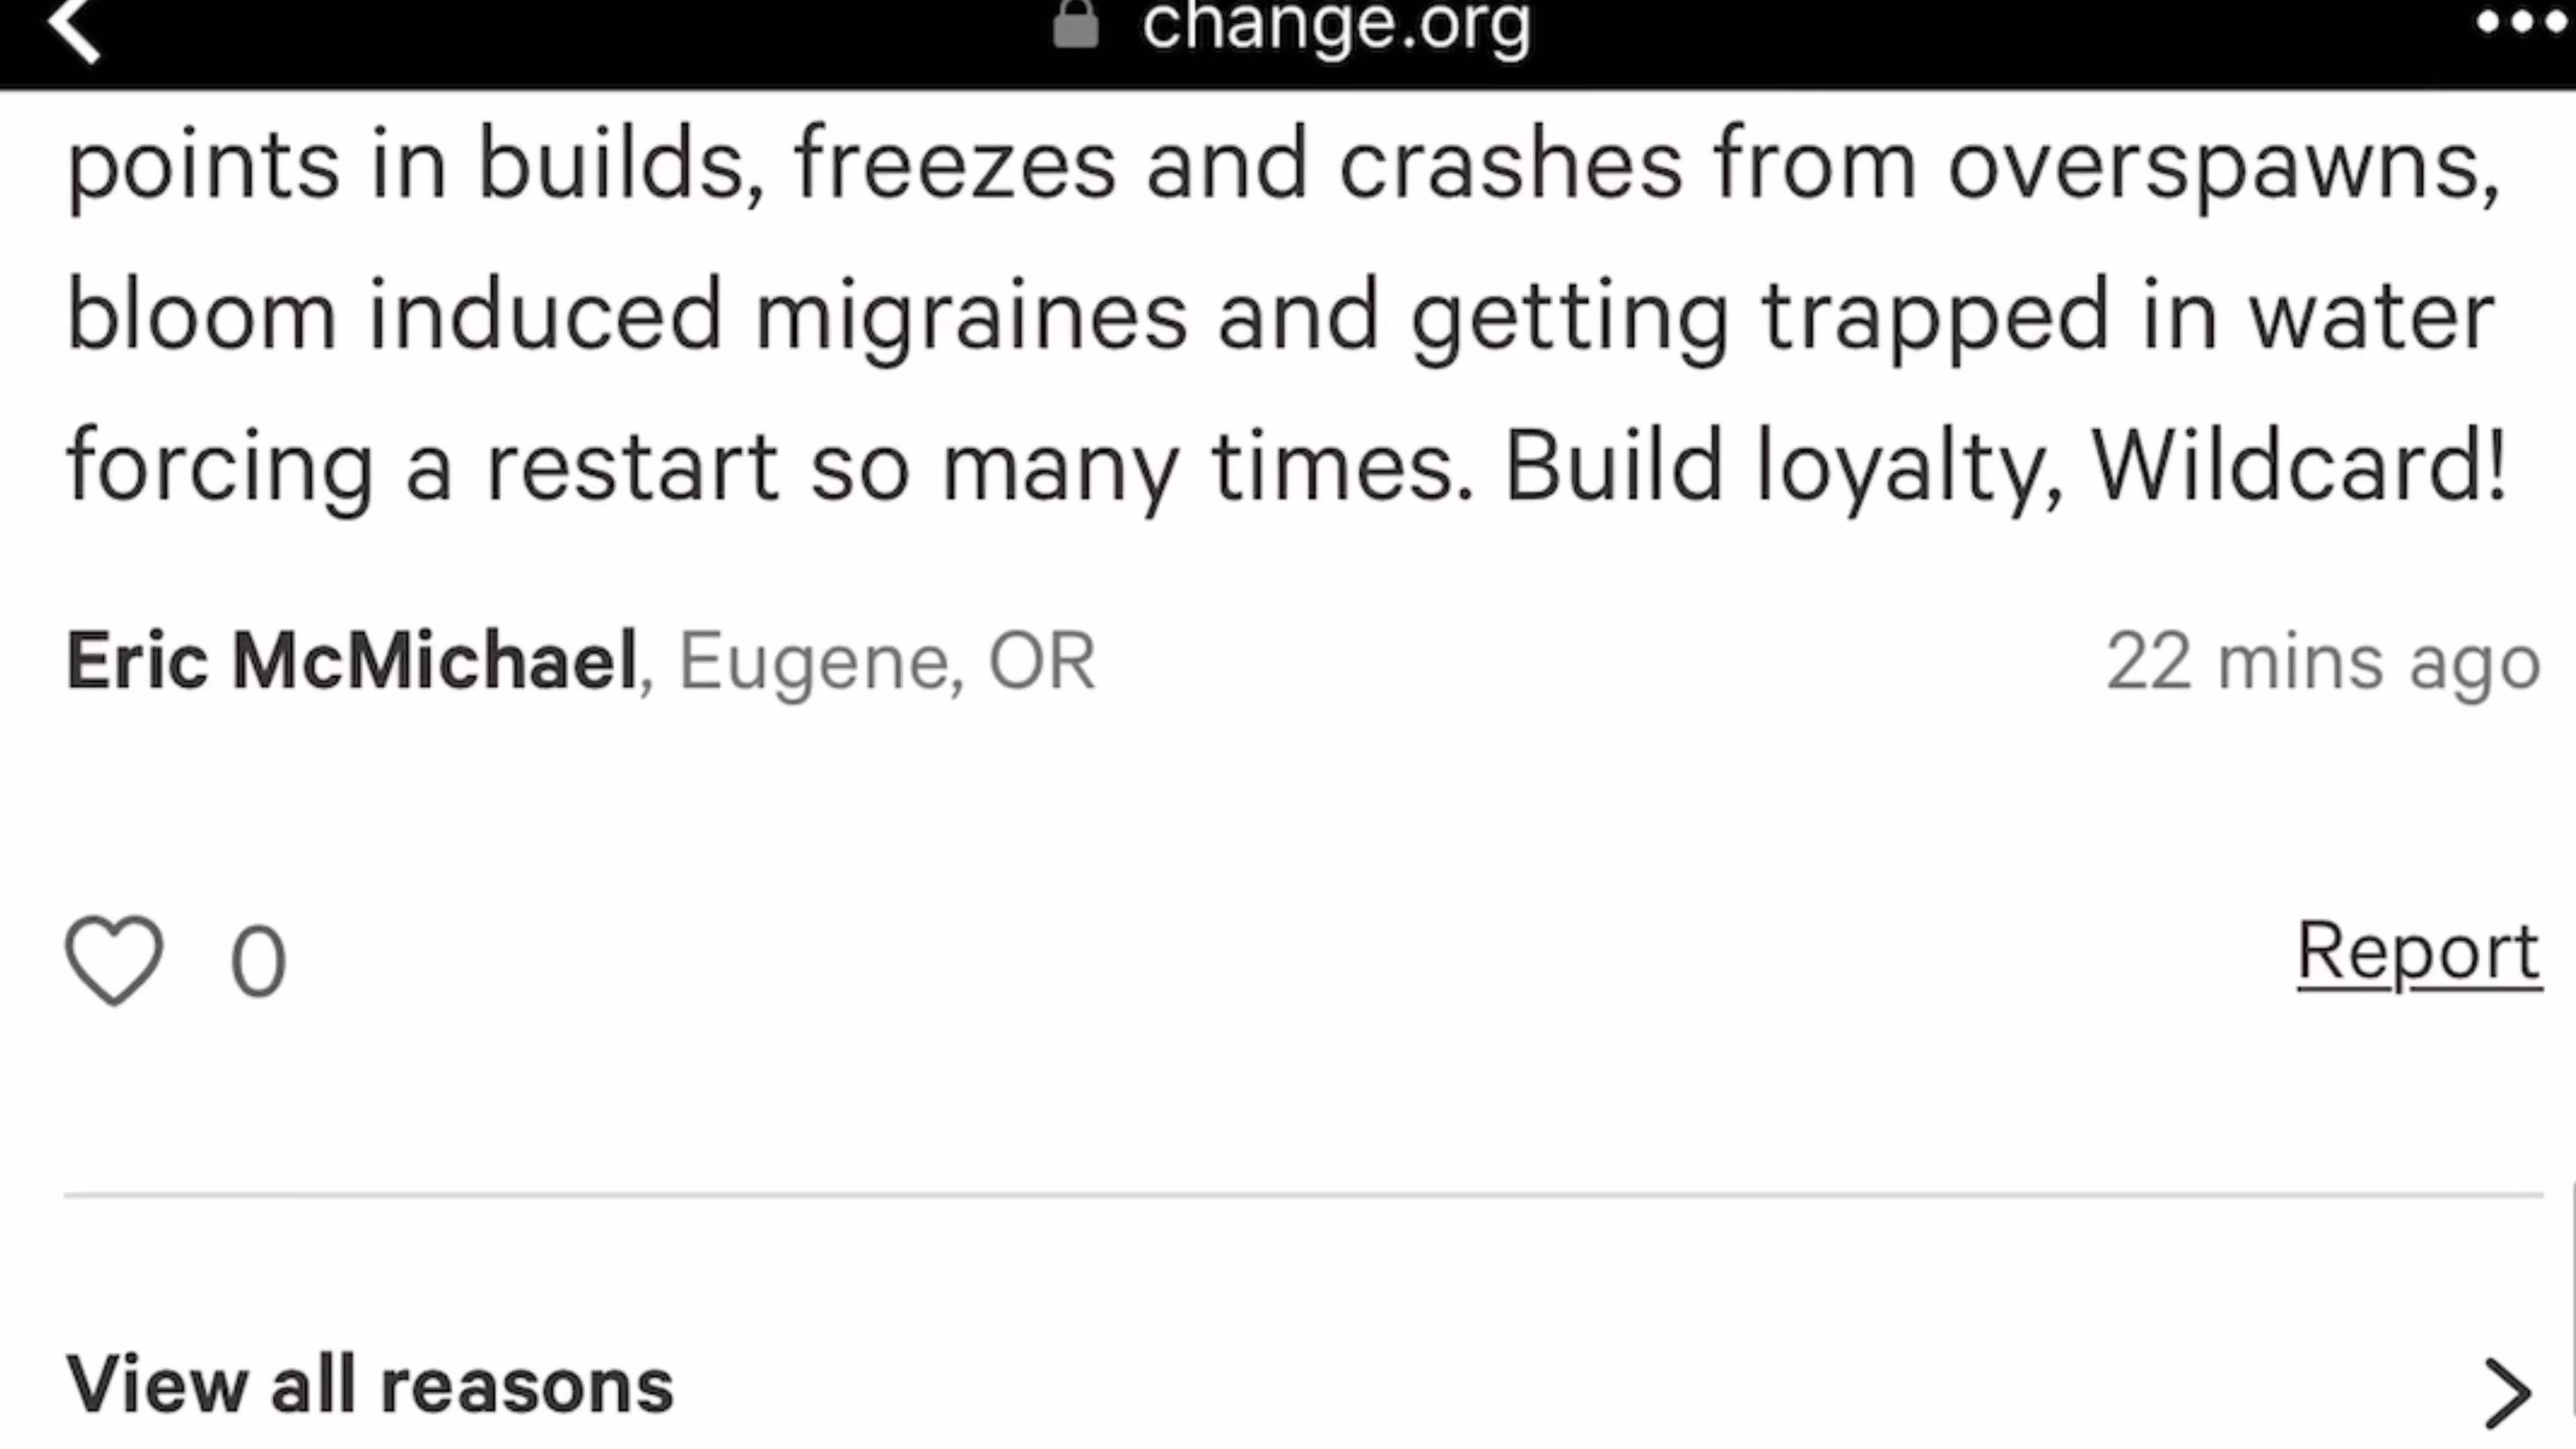 change.org
points in builds, freezes and crashes from overspawns,
bloom induced migraines and getting trapped in water
forcing a restart so many times. Build loyalty, Wildcard!
Eric McMichael, Eugene, OR
22 mins ago
0
Report
View all reasons